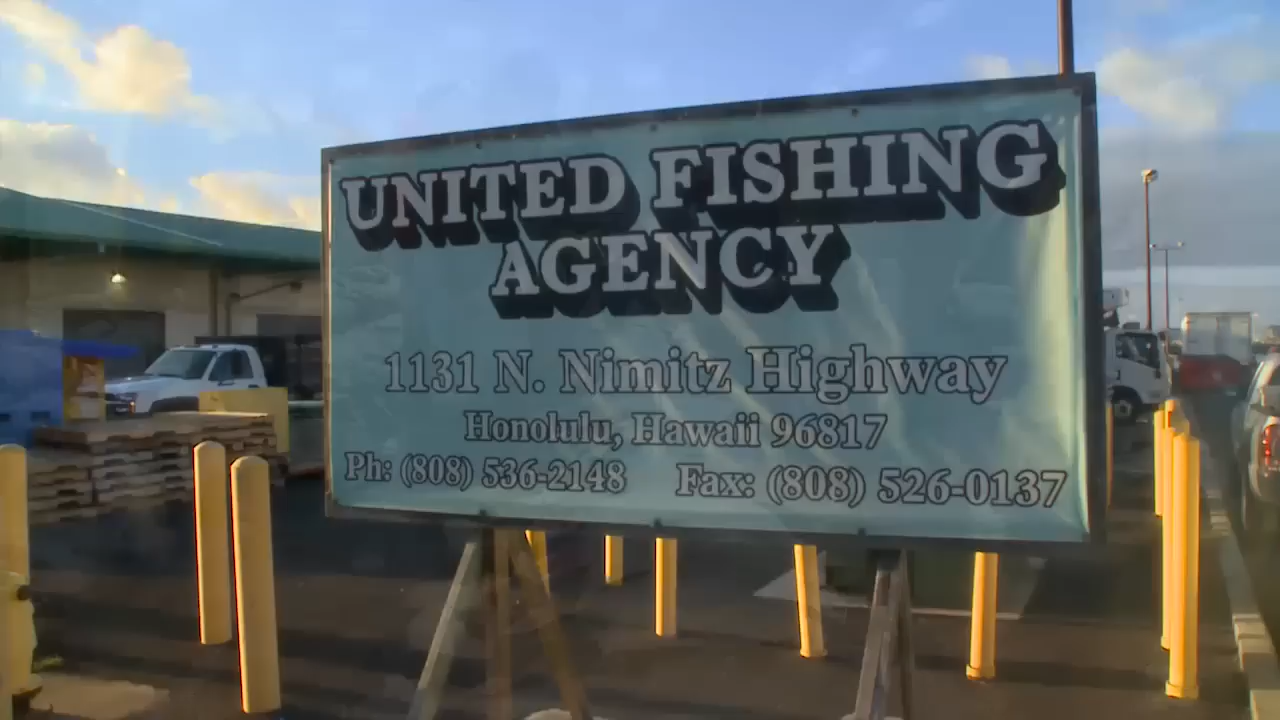 UNITED FISHING
AGENCY
1131 N. Nimitz Highway
Honolulu, Hawaii 96817
Ph: (808) 536-2148 Fax: (808) 526-0137